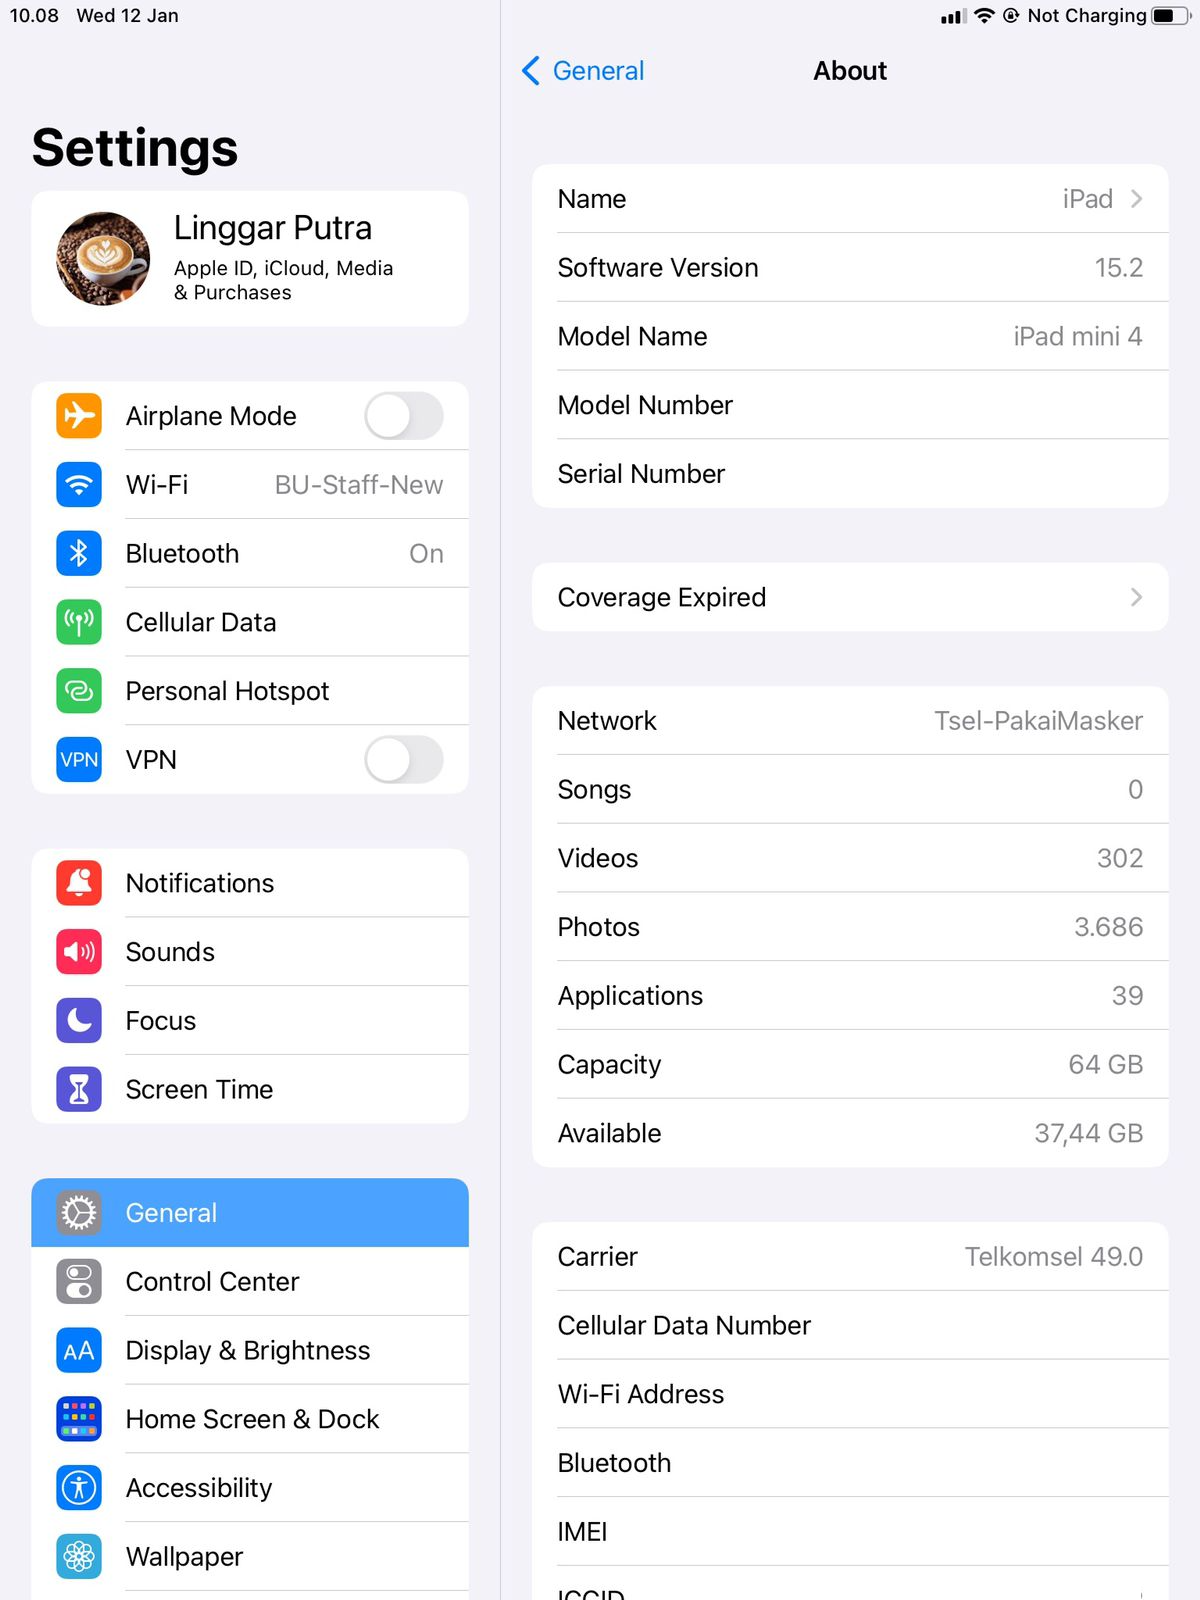 10.08 Wed 12 Jan
Not Charging
Settings
Linggar Putra
Apple ID, iCloud, Media
& Purchases
Airplane Mode
Wi-Fi BU-Staff-New
Bluetooth On
Cellular Data
Personal Hotspot
VPN VPN
Notifications
Sounds
Focus
Screen Time
General
Control Center
AA Display & Brightness
Home Screen & Dock
Accessibility
Wallpaper
General About
Name iPad
Software Version 15.2
Model Name iPad mini 4
Model Number
Serial Number
Coverage Expired
Network Tsel-PakaiMasker
Songs 0
Videos 302
Photos 3.686
Applications 39
Capacity 64 GB
Available 37,44 GB
Carrier Telkomsel 49.0
Cellular Data Number
Wi-Fi Address
Bluetooth
IMEI
ICCID